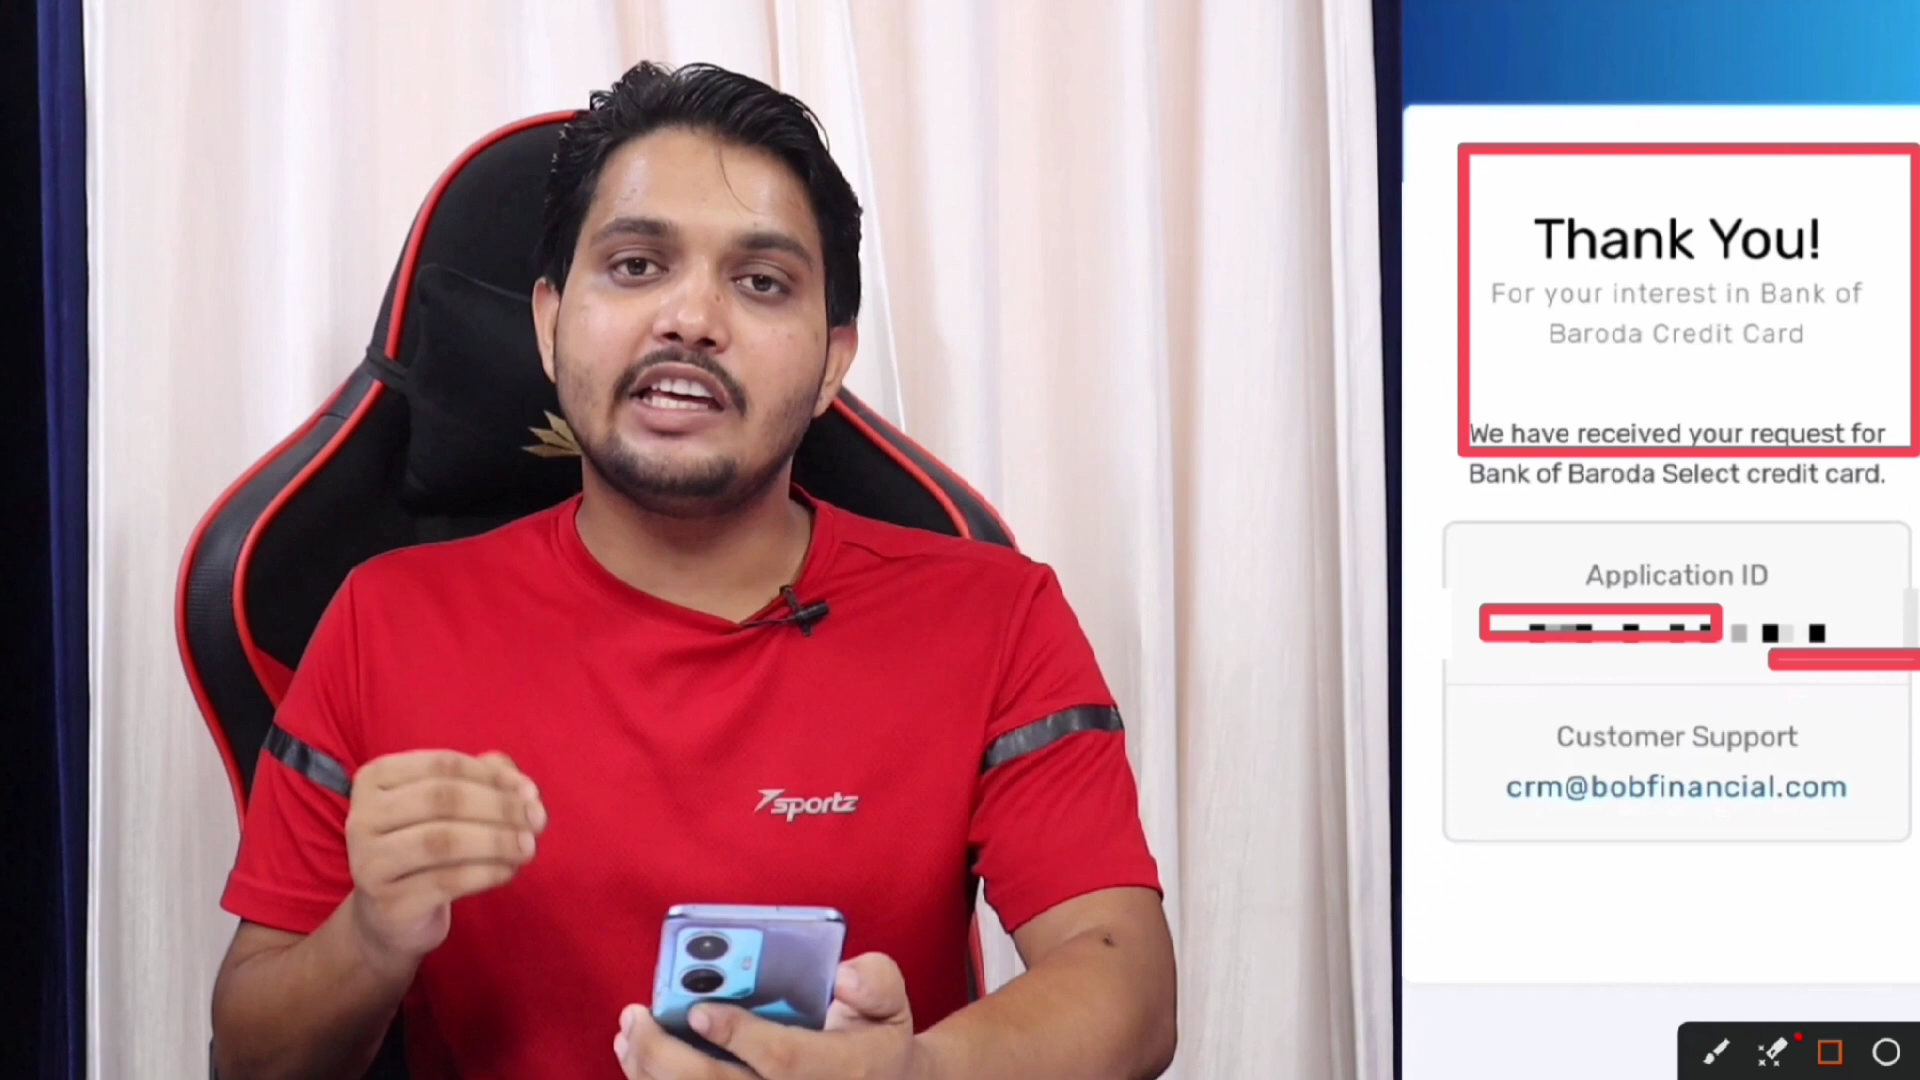 Thank You!
For your interest in Bank of
Baroda Credit Card
We have received your request for
Bank of Baroda Select credit card.
Application ID
Customer Support
crm@bobfinancial.com
sportz